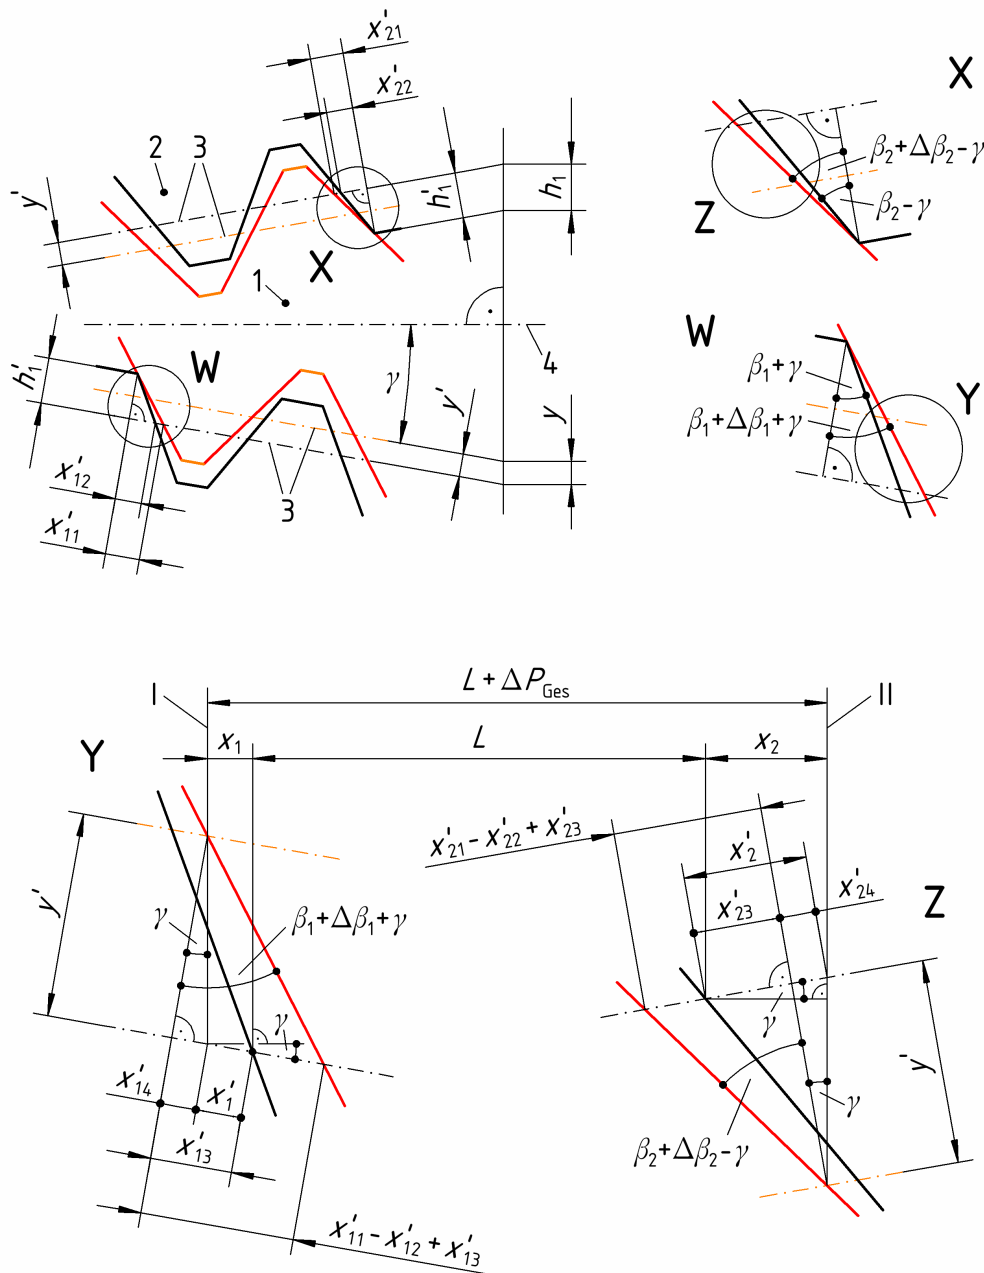 x′21
x′22
X
2
3
y′
3
h′1
h1
β2+Δβ2−γ
β2−γ
Z
X
1
W
4
W
h′1
γ
y′
y
β1+γ
Y
β1+Δβ1+γ
3
x′12
x′11
L + ΔPGes
I
II
x1
L
x2
Y
x′21−x′22+x′23
x′2
x′24
x′23
Z
y′
γ
β1+Δβ1+γ
γ
γ
y′
γ
x′14
x′1
x′13
β2+Δβ2−γ
x′11−x′12+x′13